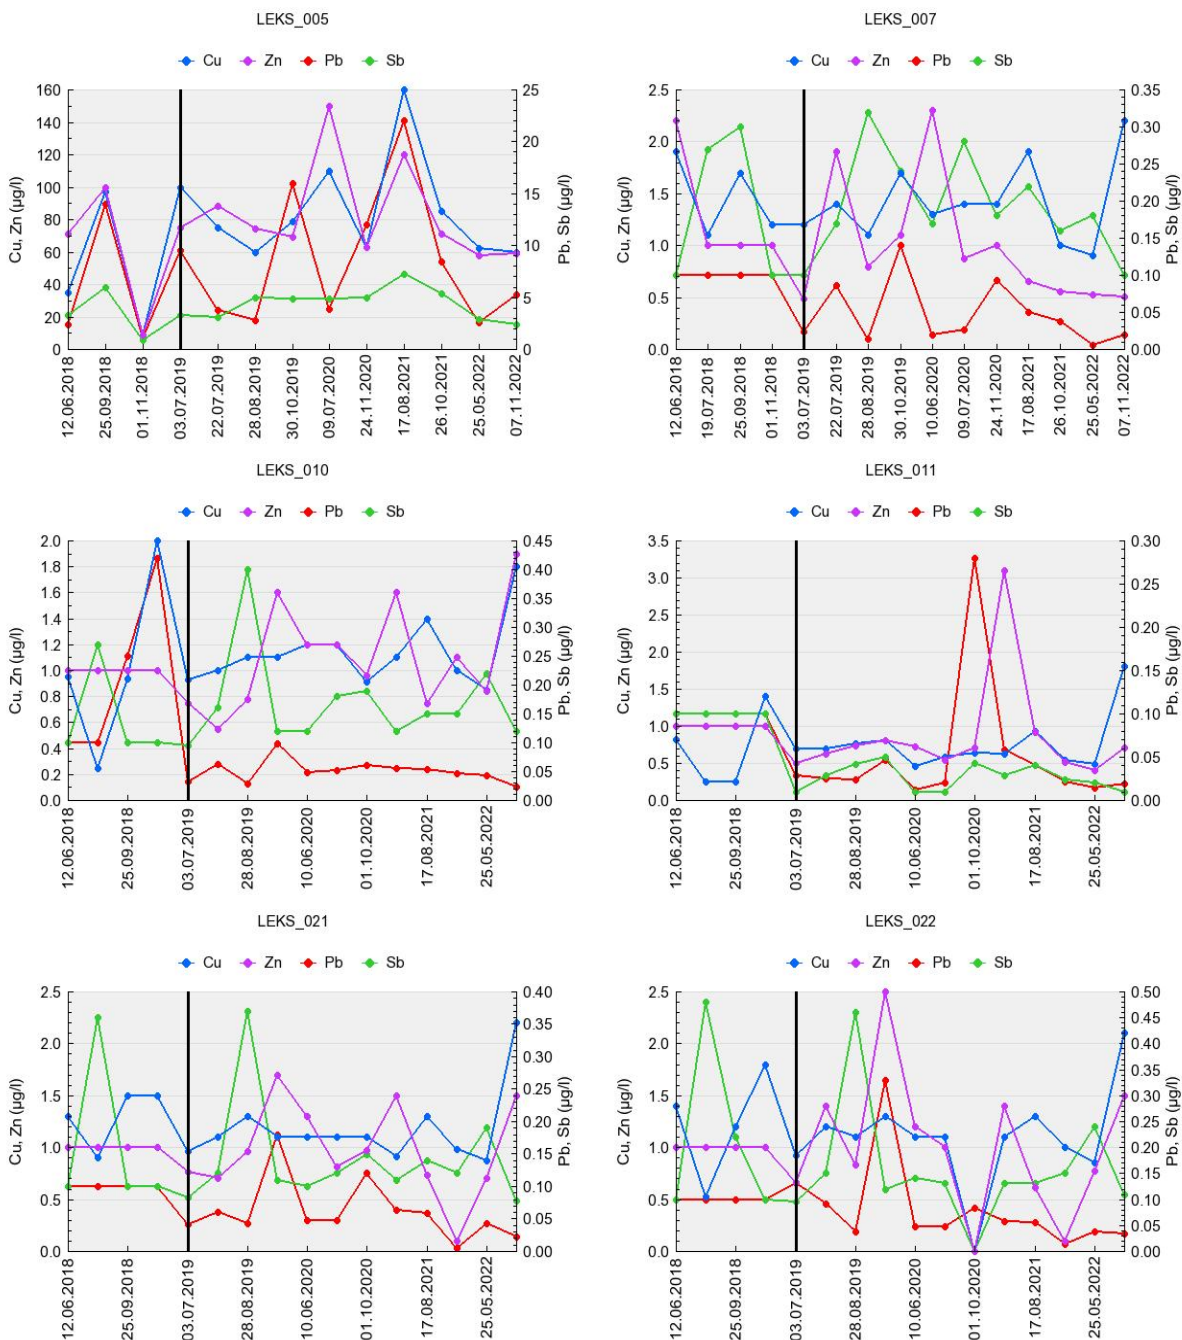 LEKS_005
Cu Zn Pb Sb
160 140 120 100 80 60 40 20 0
Cu, Zn (µg/l)
25 20 15 10 5 0
Pb, Sb (µg/l)
12.06.2018 25.09.2018 01.11.2018 03.07.2019 22.07.2019 28.08.2019 30.10.2019 09.07.2020 24.11.2020 17.08.2021 26.10.2021 25.05.2022 07.11.2022
LEKS_007
Cu Zn Pb Sb
2.5 2.0 1.5 1.0 0.5 0.0
Cu, Zn (µg/l)
0.35 0.30 0.25 0.20 0.15 0.10 0.05 0.00
Pb, Sb (µg/l)
12.06.2018 19.07.2018 25.09.2018 01.11.2018 03.07.2019 22.07.2019 28.08.2019 30.10.2019 10.06.2020 09.07.2020 24.11.2020 17.08.2021 26.10.2021 25.05.2022 07.11.2022
LEKS_010
Cu Zn Pb Sb
2.0 1.8 1.6 1.4 1.2 1.0 0.8 0.6 0.4 0.2 0.0
Cu, Zn (µg/l)
0.45 0.40 0.35 0.30 0.25 0.20 0.15 0.10 0.05 0.00
Pb, Sb (µg/l)
12.06.2018 25.09.2018 03.07.2019 28.08.2019 10.06.2020 01.10.2020 17.08.2021 25.05.2022
LEKS_011
Cu Zn Pb Sb
3.5 3.0 2.5 2.0 1.5 1.0 0.5 0.0
Cu, Zn (µg/l)
0.30 0.25 0.20 0.15 0.10 0.05 0.00
Pb, Sb (µg/l)
12.06.2018 25.09.2018 03.07.2019 28.08.2019 10.06.2020 01.10.2020 17.08.2021 25.05.2022
LEKS_021
Cu Zn Pb Sb
2.5 2.0 1.5 1.0 0.5 0.0
Cu, Zn (µg/l)
0.40 0.35 0.30 0.25 0.20 0.15 0.10 0.05 0.00
Pb, Sb (µg/l)
12.06.2018 25.09.2018 03.07.2019 28.08.2019 10.06.2020 01.10.2020 17.08.2021 25.05.2022
LEKS_022
Cu Zn Pb Sb
2.5 2.0 1.5 1.0 0.5 0.0
Cu, Zn (µg/l)
0.50 0.45 0.40 0.35 0.30 0.25 0.20 0.15 0.10 0.05 0.00
Pb, Sb (µg/l)
12.06.2018 25.09.2018 03.07.2019 28.08.2019 10.06.2020 01.10.2020 17.08.2021 25.05.2022